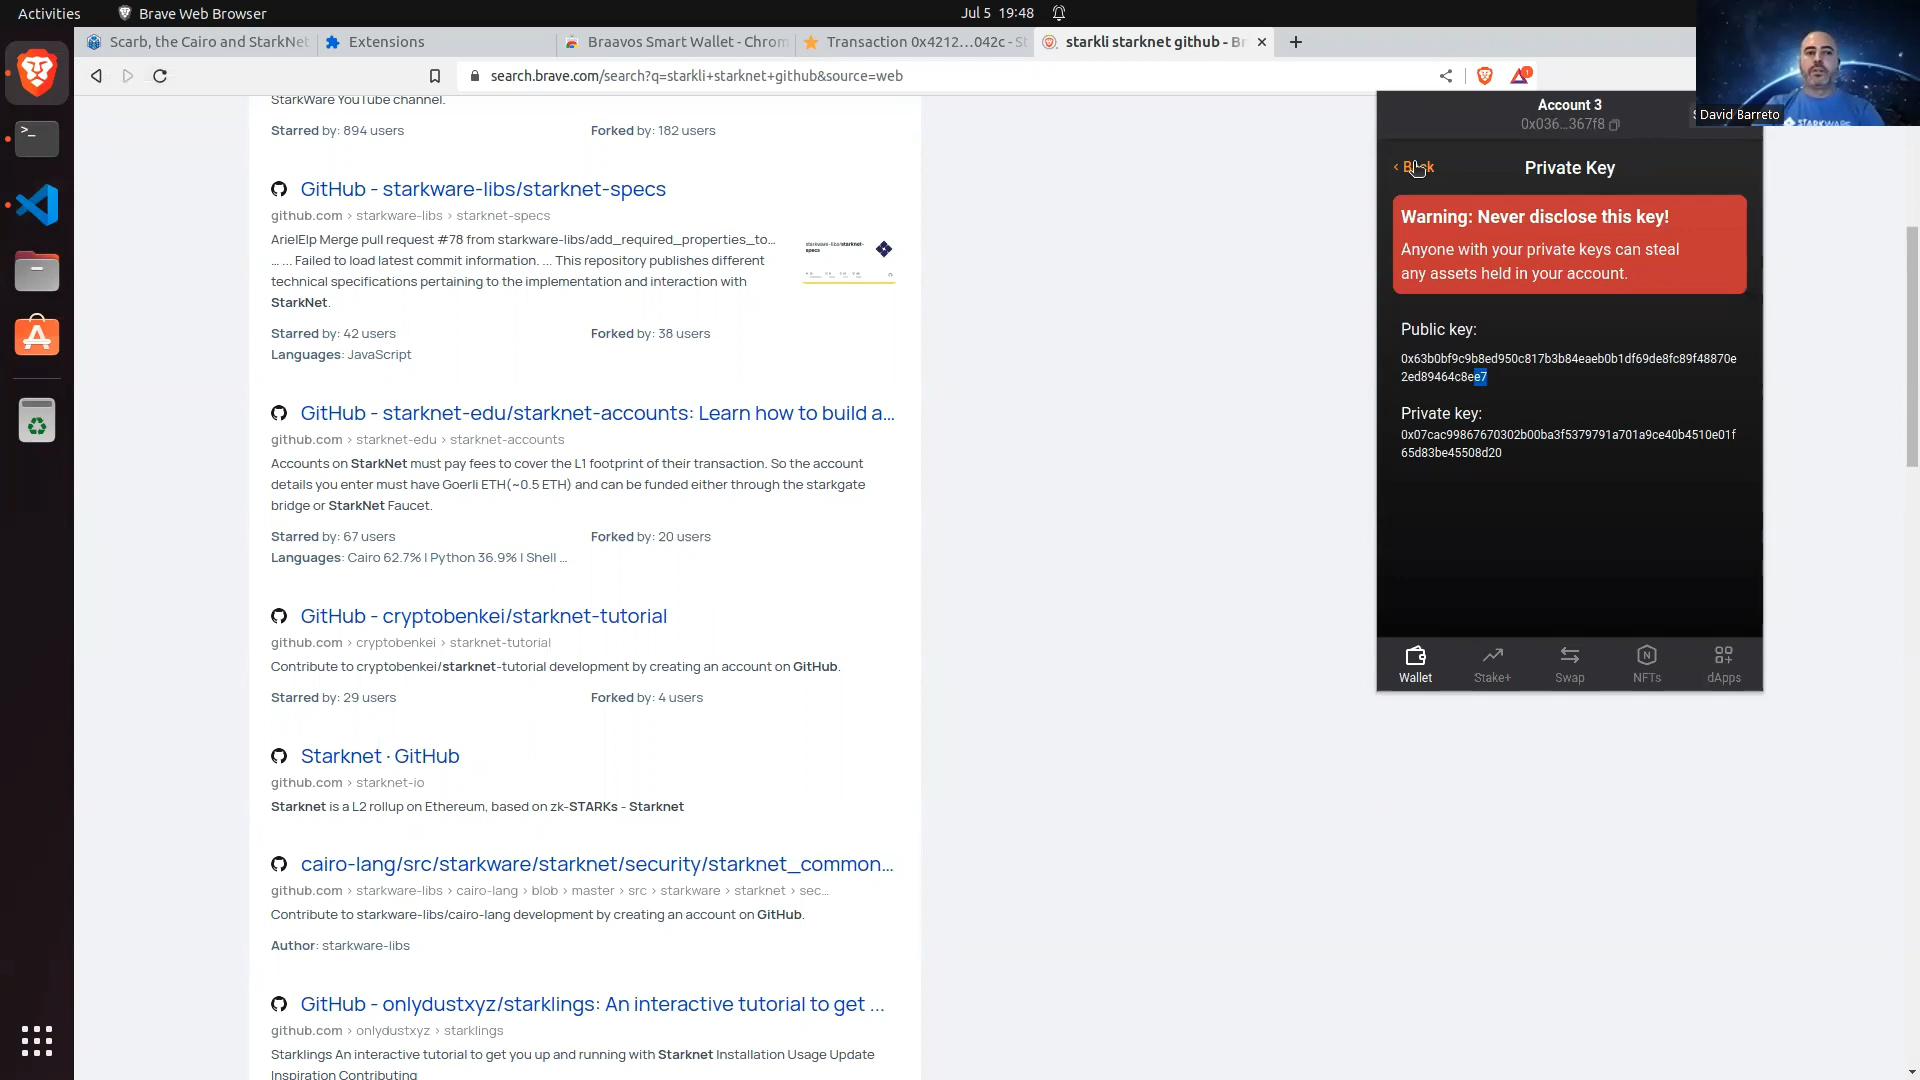 Activities
Brave Web Browser
Jul 5 19:48
Scarb, the Cairo and StarkNet
Extensions
Braavos Smart Wallet - Chrom
Transaction 0x4212...042c - St
starkli starknet github - Br
search.brave.com/search?q=starkli+starknet+github&source=web
StarkWare YouTube channel.
Starred by: 894 users
Forked by: 182 users
GitHub - starkware-libs/starknet-specs
github.com › starkware-libs › starknet-specs
ArielElp Merge pull request #78 from starkware-libs/add_required_properties_to…
… ... Failed to load latest commit information. ... This repository publishes different
technical specifications pertaining to the implementation and interaction with
StarkNet.
starkware-libs/starknet-
specs
Starred by: 42 users
Forked by: 38 users
Languages: JavaScript
GitHub - starknet-edu/starknet-accounts: Learn how to build a...
github.com › starknet-edu › starknet-accounts
Accounts on StarkNet must pay fees to cover the L1 footprint of their transaction. So the account
details you enter must have Goerli ETH(~0.5 ETH) and can be funded either through the starkgate
bridge or StarkNet Faucet.
Starred by: 67 users
Forked by: 20 users
Languages: Cairo 62.7% | Python 36.9% | Shell ...
GitHub - cryptobenkei/starknet-tutorial
github.com › cryptobenkei › starknet-tutorial
Contribute to cryptobenkei/starknet-tutorial development by creating an account on GitHub.
Starred by: 29 users
Forked by: 4 users
Starknet · GitHub
github.com › starknet-io
Starknet is a L2 rollup on Ethereum, based on zk-STARKs - Starknet
cairo-lang/src/starkware/starknet/security/starknet_common...
github.com › starkware-libs › cairo-lang › blob › master › src › starkware › starknet › sec...
Contribute to starkware-libs/cairo-lang development by creating an account on GitHub.
Author: starkware-libs
GitHub - onlydustxyz/starklings: An interactive tutorial to get ...
github.com › onlydustxyz › starklings
Starklings An interactive tutorial to get you up and running with Starknet Installation Usage Update
Inspiration Contributing
Account 3
0x036...367f8
< Back
Private Key
Warning: Never disclose this key!
Anyone with your private keys can steal
any assets held in your account.
Public key:
0x63b0bf9c9b8ed950c817b3b84eaeb0b1df69de8fc89f48870e
2ed89464c8ee7
Private key:
0x07cac99867670302b00ba3f5379791a701a9ce40b4510e01f
65d83be45508d20
Wallet
Stake+
Swap
NFTs
dApps
David Barreto
STARKWARE